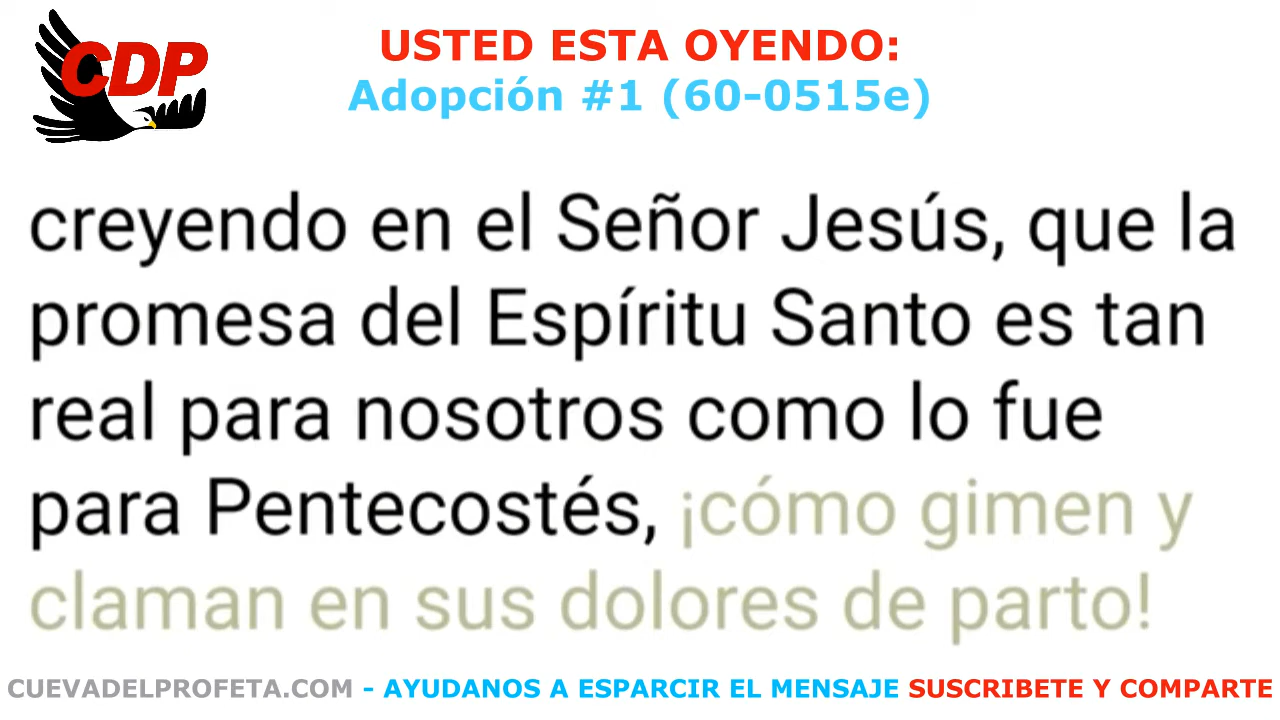 CDP
USTED ESTA OYENDO:
Adopción #1 (60-0515e)
creyendo en el Señor Jesús, que la
promesa del Espíritu Santo es tan
real para nosotros como lo fue
para Pentecostés, ¡cómo gimen y
claman en sus dolores de parto!
CUEVADELPROFETA.COM - AYUDANOS A ESPARCIR EL MENSAJE SUSCRIBETE Y COMPARTE